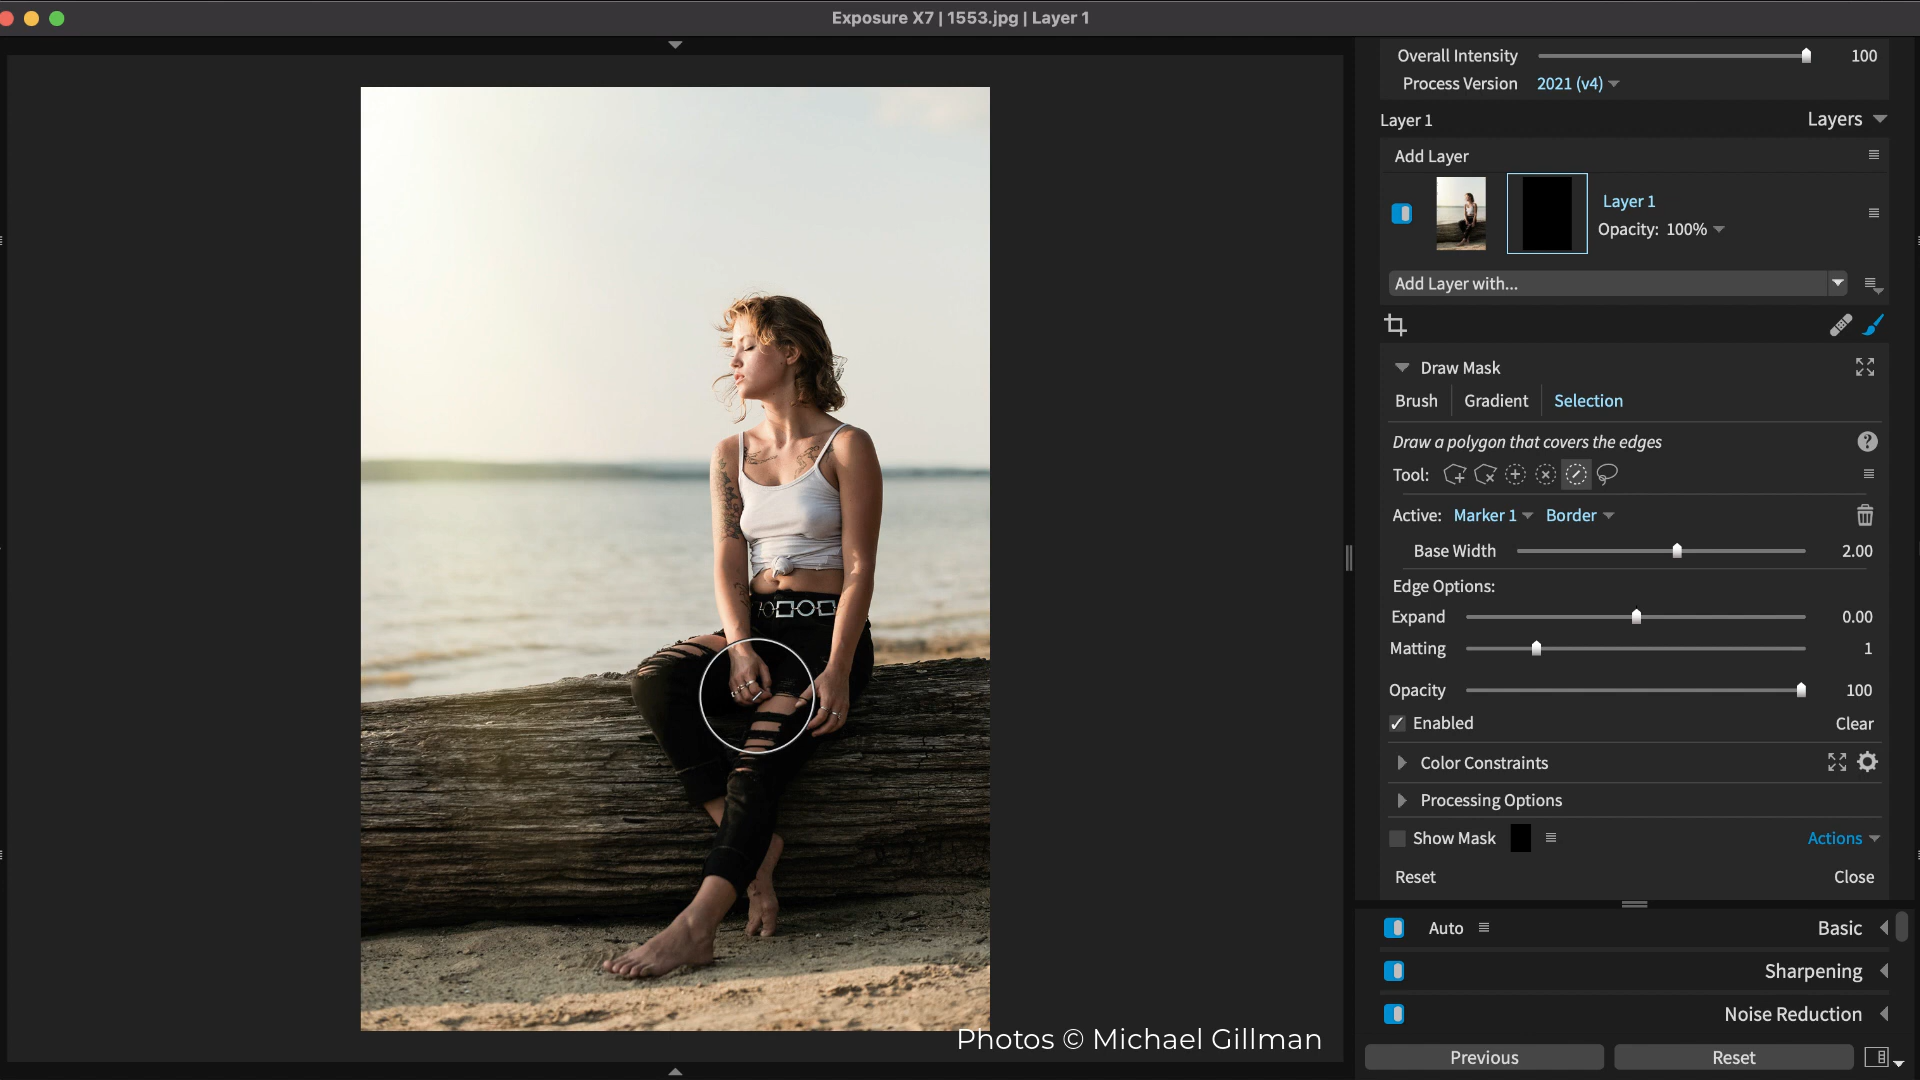 Exposure X7 | 1553.jpg | Layer 1
Overall Intensity 100
Process Version 2021 (v4)
Layer 1 Layers
Add Layer
Layer 1
Opacity: 100%
Add Layer with...
Draw Mask
Brush Gradient Selection
Draw a polygon that covers the edges ?
Tool:
Active: Marker 1 Border
Base Width 2.00
Edge Options:
Expand 0.00
Matting 1
Opacity 100
Enabled Clear
Color Constraints
Processing Options
Show Mask Actions
Reset Close
Auto Basic
Sharpening
Noise Reduction
Previous Reset
Photos © Michael Gillman